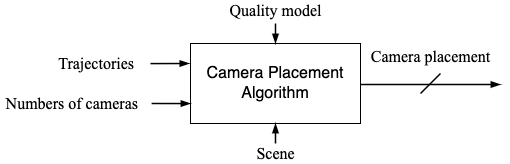 Quality model
Trajectories
Camera placement
Camera Placement
Algorithm
Numbers of cameras
Scene